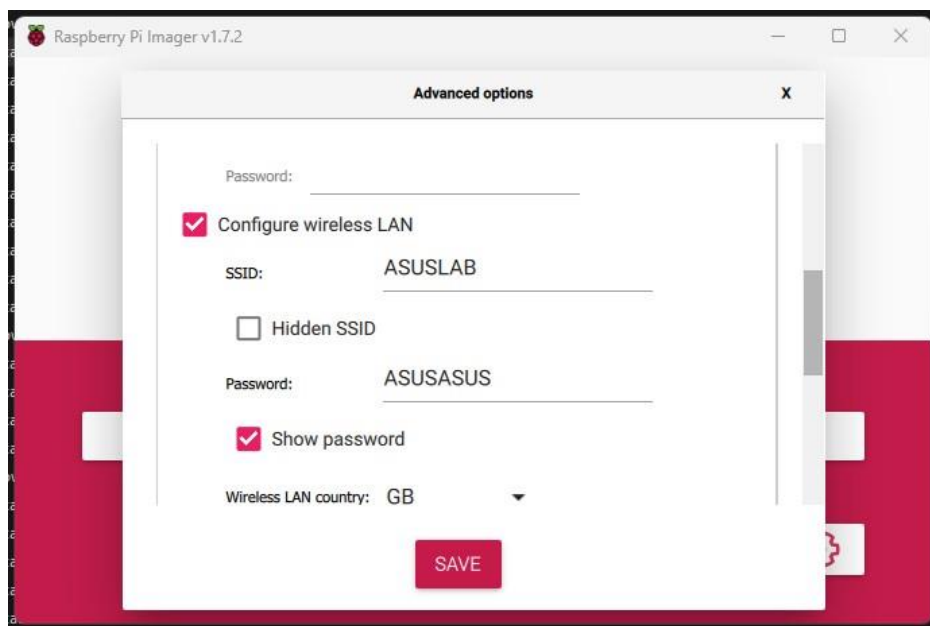 Raspberry Pi Imager v1.7.2
Advanced options X
Password:
Configure wireless LAN
SSID: ASUSLAB
Hidden SSID
Password: ASUSASUS
Show password
Wireless LAN country: GB
SAVE